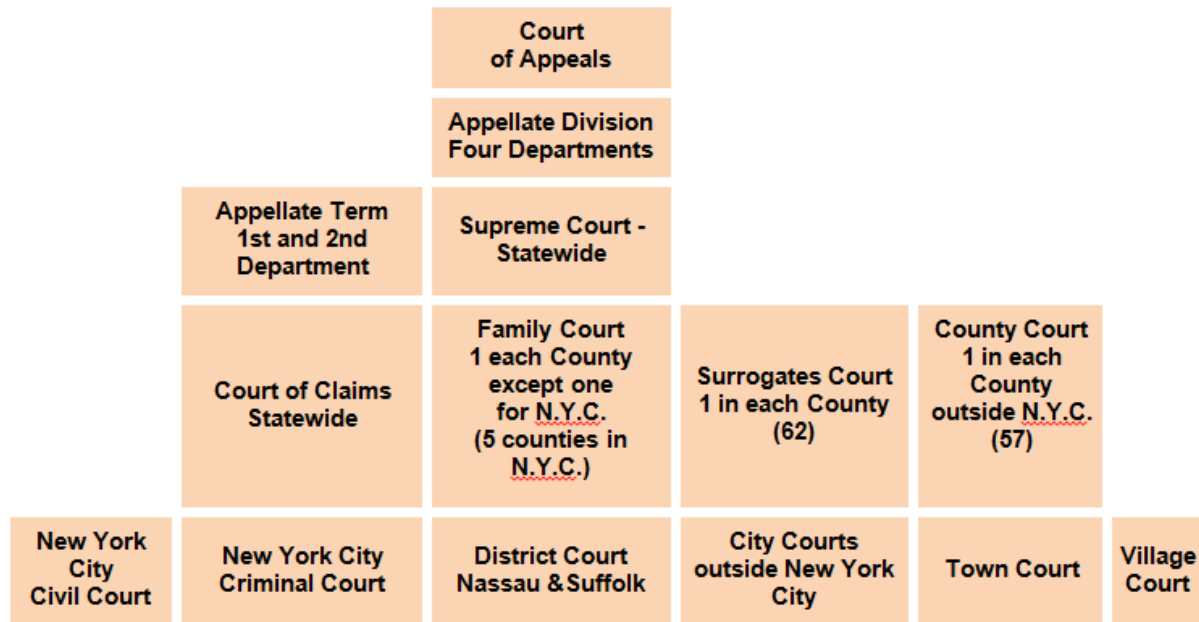 Court
of Appeals
Appellate Division
Four Departments
Appellate Term
1st and 2nd
Department
Supreme Court -
Statewide
Court of Claims
Statewide
Family Court
1 each County
except one
for N.Y.C.
(5 counties in
N.Y.C.)
Surrogates Court
1 in each County
(62)
County Court
1 in each
County
outside N.Y.C.
(57)
New York
City
Civil Court
New York City
Criminal Court
District Court
Nassau & Suffolk
City Courts
outside New York
City
Town Court
Village
Court